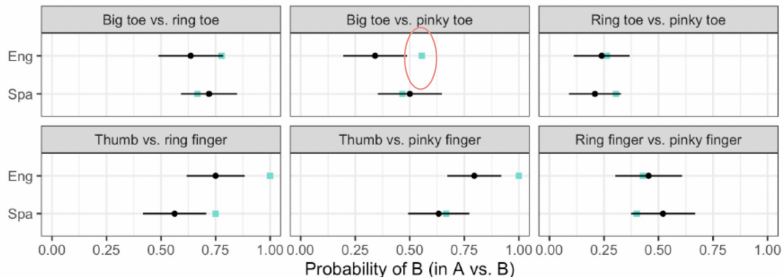 Big toe vs. ring toe Big toe vs. pinky toe Ring toe vs. pinky toe
Eng
Spa
Thumb vs. ring finger Thumb vs. pinky finger Ring finger vs. pinky finger
Eng
Spa
0.00 0.25 0.50 0.75 1.00 0.00 0.25 0.50 0.75 1.00 0.00 0.25 0.50 0.75 1.00
Probability of B (in A vs. B)